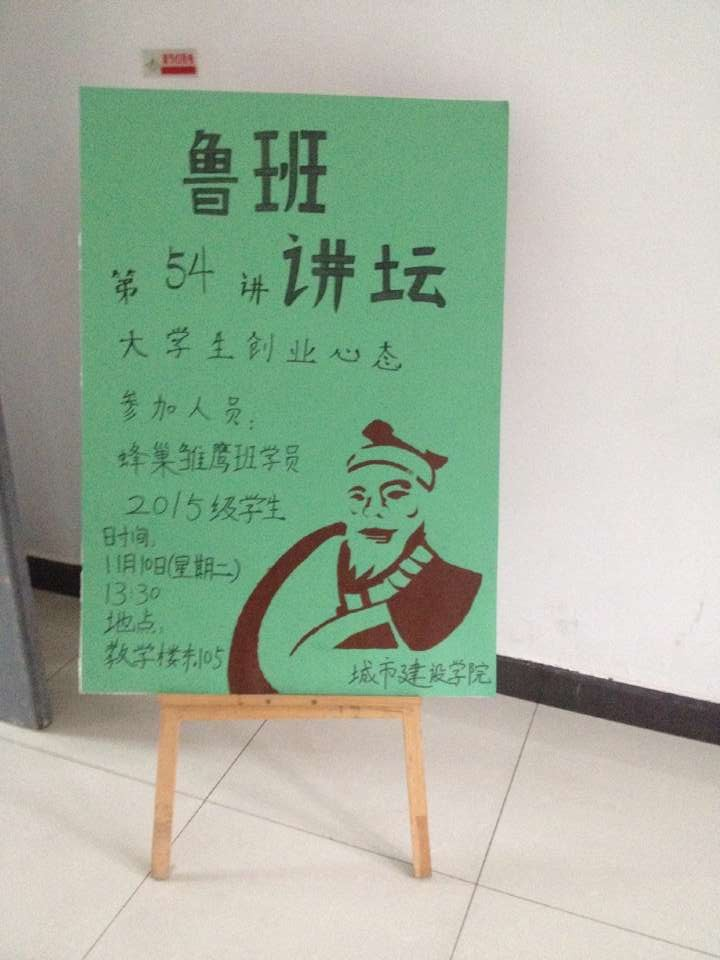 鲁班
第54讲 讲坛
大学生创业心态
参加人员:
蜂巢雏鹰班学员
2015级学生
时间:
11月10日(星期二)
13:30
地点:
教学楼东105
城市建设学院